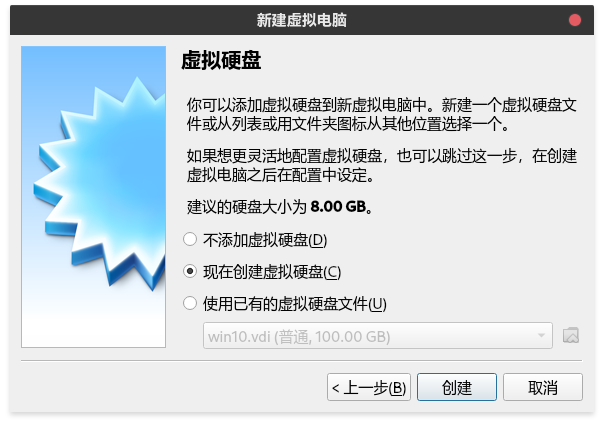 新建虚拟电脑
虚拟硬盘
你可以添加虚拟硬盘到新虚拟电脑中。新建一个虚拟硬盘文
件或从列表或用文件夹图标从其他位置选择一个。
如果想更灵活地配置虚拟硬盘，也可以跳过这一步，在创建
虚拟电脑之后在配置中设定。
建议的硬盘大小为 8.00 GB。
不添加虚拟硬盘(D)
现在创建虚拟硬盘(C)
使用已有的虚拟硬盘文件(U)
win10.vdi (普通, 100.00 GB)
< 上一步(B)
创建
取消